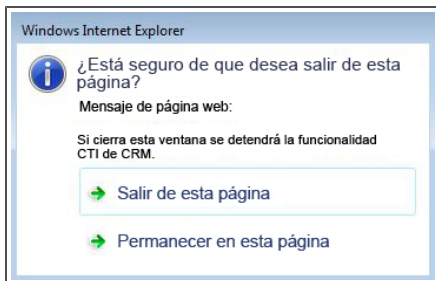 Windows Internet Explorer
¿Está seguro de que desea salir de esta
página?
Mensaje de página web:
Si cierra esta ventana se detendrá la funcionalidad
CTI de CRM.
Salir de esta página
Permanecer en esta página